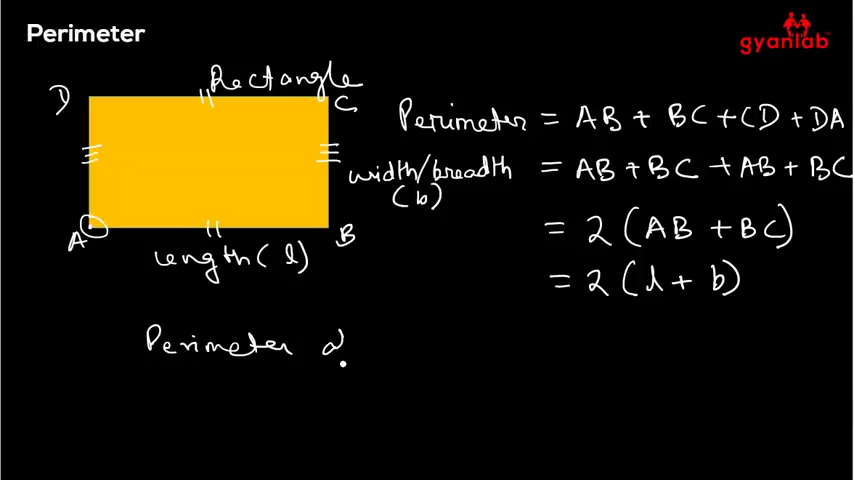 Perimeter
gyanlab
Rectangle
D
C
Perimeter = AB + BC + CD + DA
width/breadth = AB + BC + AB + BC
(b)
= 2 (AB + BC)
A
B
Length (l)
= 2 (l + b)
Perimeter